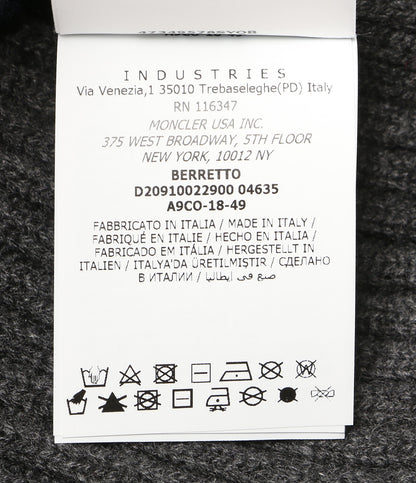 INDUSTRIES
Via Venezia,1 35010 Trebaseleghe(PD) Italy
RN 116347
MONCLER USA INC.
375 WEST BROADWAY, 5TH FLOOR
NEW YORK, 10012 NY
BERRETTO
D20910022900 04635
A9CO-18-49
FABBRICATO IN ITALIA / MADE IN ITALY /
FABRIQUÉ EN ITALIE / HECHO EN ITALIA /
FABRICADO EM ITÁLIA / HERGESTELLT IN
ITALIEN / ITALYA'DA ÜRETILMIŞTIR / СДЕЛАНО
В ИТАЛИИ / صنع في إيطاليا